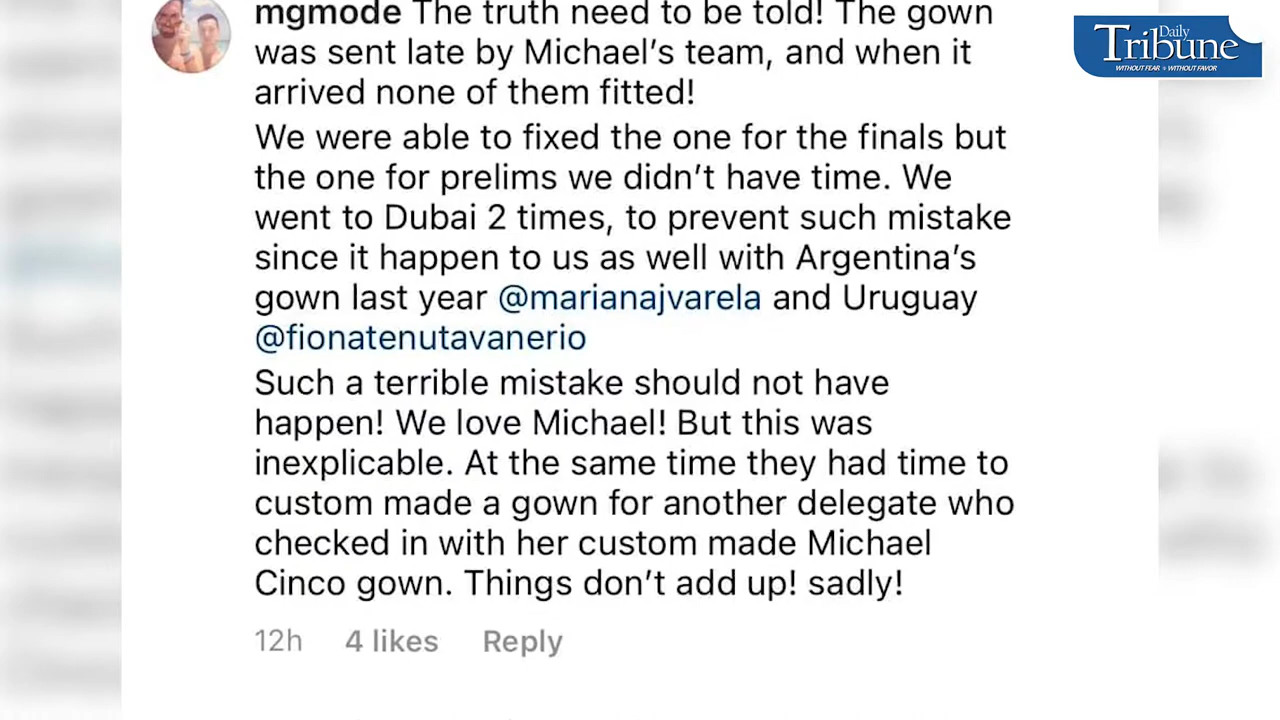 mgmode The truth need to be told! The gown
was sent late by Michael’s team, and when it
arrived none of them fitted!
We were able to fixed the one for the finals but
the one for prelims we didn’t have time. We
went to Dubai 2 times, to prevent such mistake
since it happen to us as well with Argentina’s
gown last year @marianajvarela and Uruguay
@fionatenutavanerio
Such a terrible mistake should not have
happen! We love Michael! But this was
inexplicable. At the same time they had time to
custom made a gown for another delegate who
checked in with her custom made Michael
Cinco gown. Things don’t add up! sadly!
12h 4 likes Reply
Daily
Tribune
WITHOUT FEAR • WITHOUT FAVOR